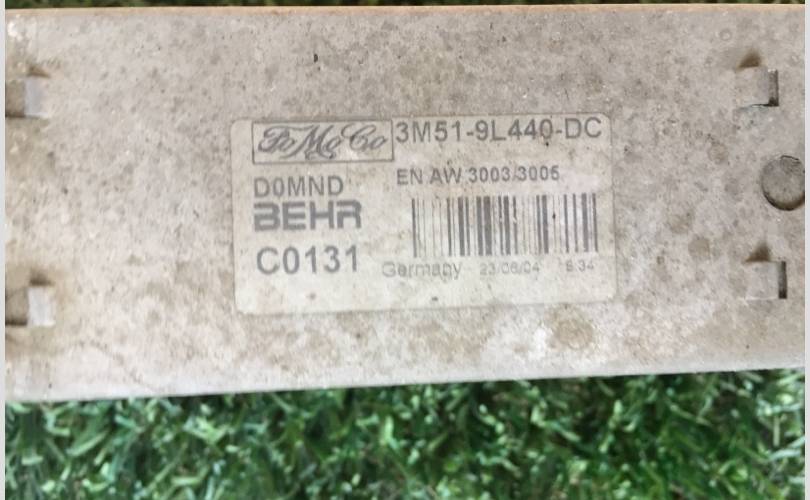 FoMoCo 3M51-9L440-DC
EN AW 3003/3005
D0MND
BEHR
C0131
Germany 23/06/04 8:34